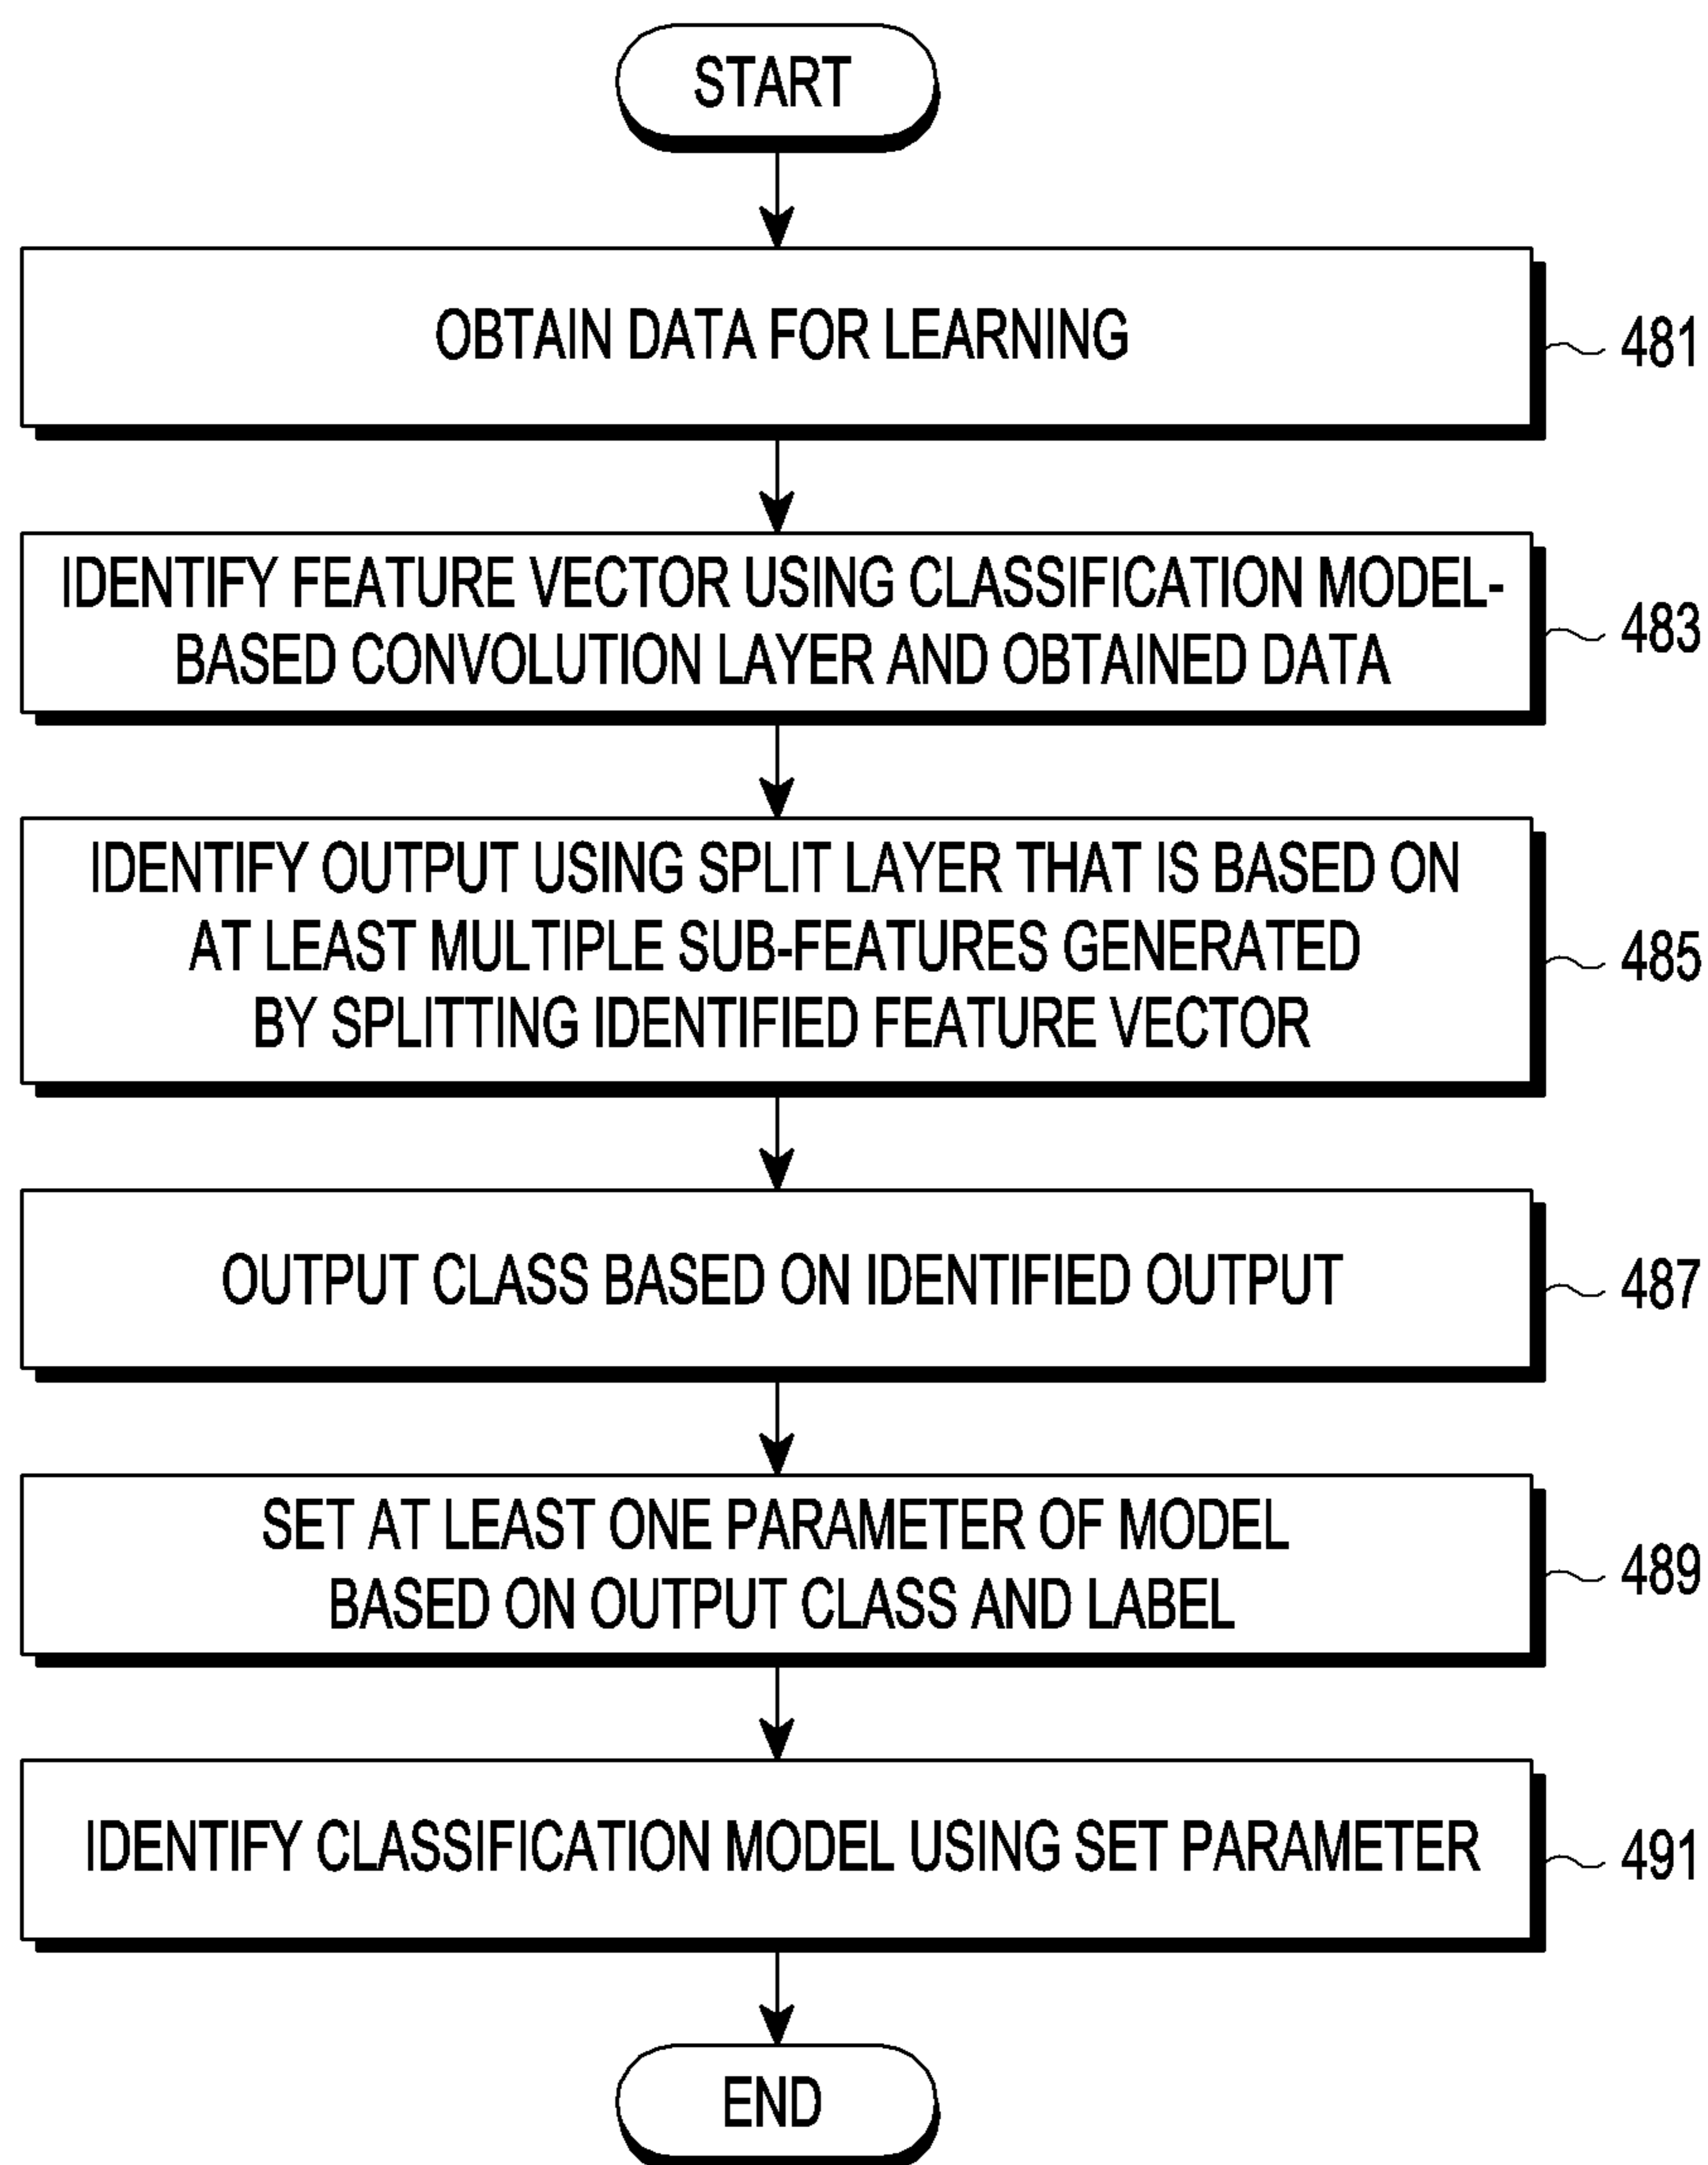 START
OBTAIN DATA FOR LEARNING
481
IDENTIFY FEATURE VECTOR USING CLASSIFICATION MODEL-
BASED CONVOLUTION LAYER AND OBTAINED DATA
483
IDENTIFY OUTPUT USING SPLIT LAYER THAT IS BASED ON
AT LEAST MULTIPLE SUB-FEATURES GENERATED
BY SPLITTING IDENTIFIED FEATURE VECTOR
485
OUTPUT CLASS BASED ON IDENTIFIED OUTPUT
487
SET AT LEAST ONE PARAMETER OF MODEL
BASED ON OUTPUT CLASS AND LABEL
489
IDENTIFY CLASSIFICATION MODEL USING SET PARAMETER
491
END